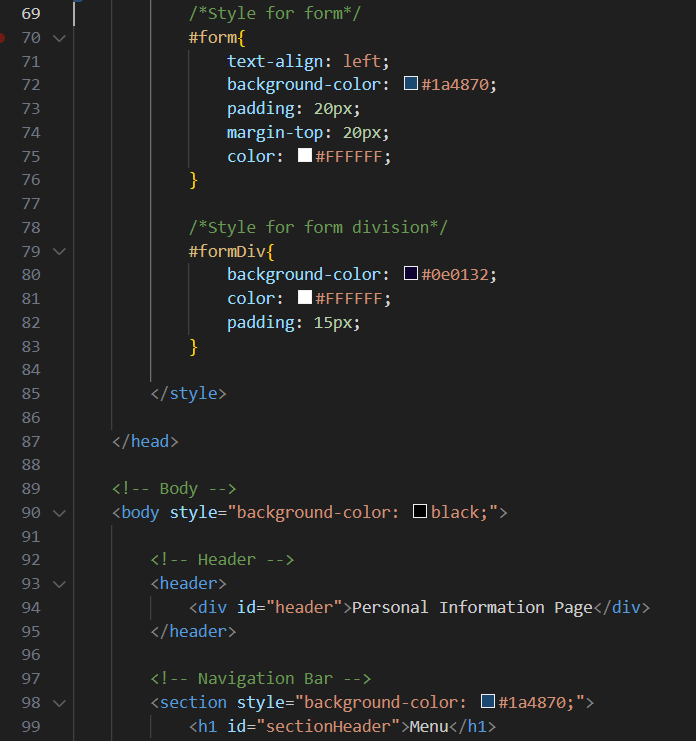 69 /*Style for form*/
70 #form{
71 text-align: left;
72 background-color: #1a4870;
73 padding: 20px;
74 margin-top: 20px;
75 color: #FFFFFF;
76 }
77
78 /*Style for form division*/
79 #formDiv{
80 background-color: #0e0132;
81 color: #FFFFFF;
82 padding: 15px;
83 }
84
85 </style>
86
87 </head>
88
89 <!-- Body -->
90 <body style="background-color: black;">
91
92 <!-- Header -->
93 <header>
94 <div id="header">Personal Information Page</div>
95 </header>
96
97 <!-- Navigation Bar -->
98 <section style="background-color: #1a4870;">
99 <h1 id="sectionHeader">Menu</h1>